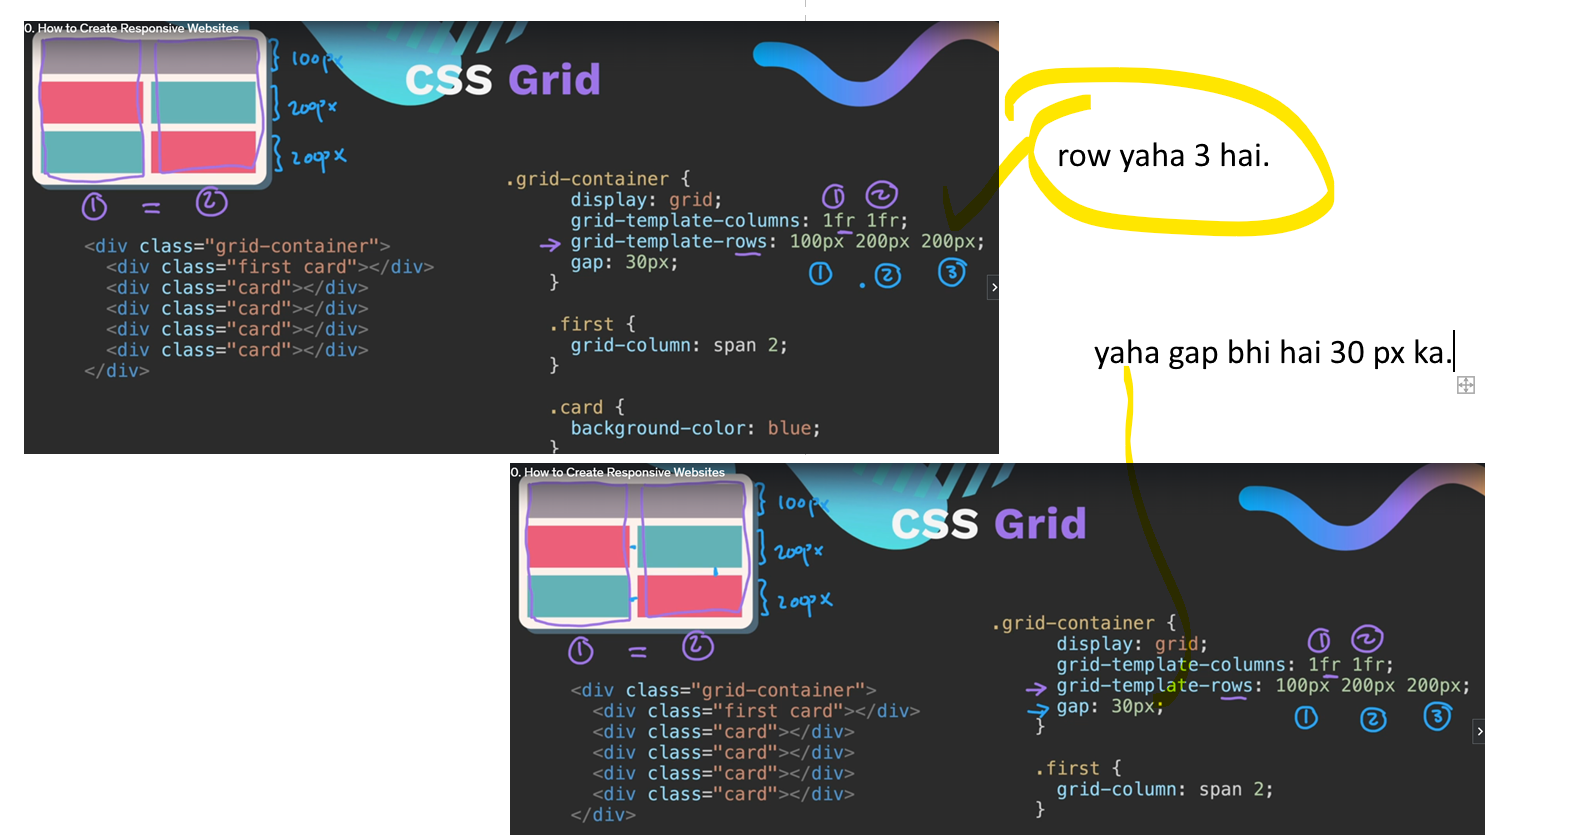 0. How to Create Responsive Websites
100px
200px
200px
1 = 2
CSS Grid
<div class="grid-container">
<div class="first card"></div>
<div class="card"></div>
<div class="card"></div>
<div class="card"></div>
<div class="card"></div>
</div>
.grid-container {
display: grid;
1 2
grid-template-columns: 1fr 1fr;
grid-template-rows: 100px 200px 200px;
gap: 30px;
1 . 2 3
}
.first {
grid-column: span 2;
}
.card {
background-color: blue;
}
row yaha 3 hai.
yaha gap bhi hai 30 px ka.
0. How to Create Responsive Websites
100px
200px
200px
1 = 2
CSS Grid
<div class="grid-container">
<div class="first card"></div>
<div class="card"></div>
<div class="card"></div>
<div class="card"></div>
<div class="card"></div>
</div>
.grid-container {
display: grid;
1 2
grid-template-columns: 1fr 1fr;
grid-template-rows: 100px 200px 200px;
gap: 30px;
1 2 3
}
.first {
grid-column: span 2;
}